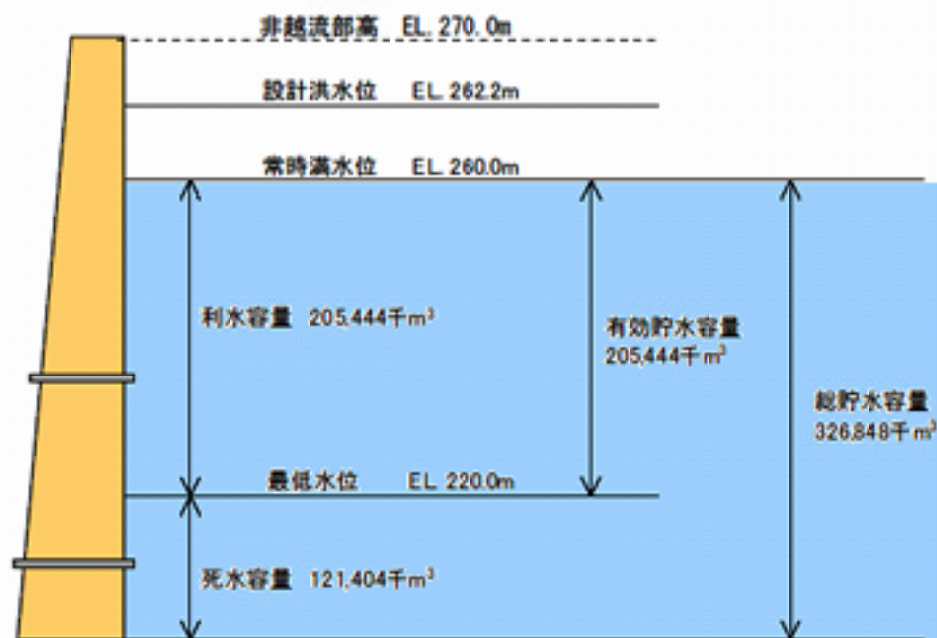 非越流部高 EL. 270.0m
設計洪水位 EL. 262.2m
常時満水位 EL. 260.0m
利水容量 205,444千m³
有効貯水容量
205,444千m³
総貯水容量
326,848千m³
最低水位 EL. 220.0m
死水容量 121,404千m³